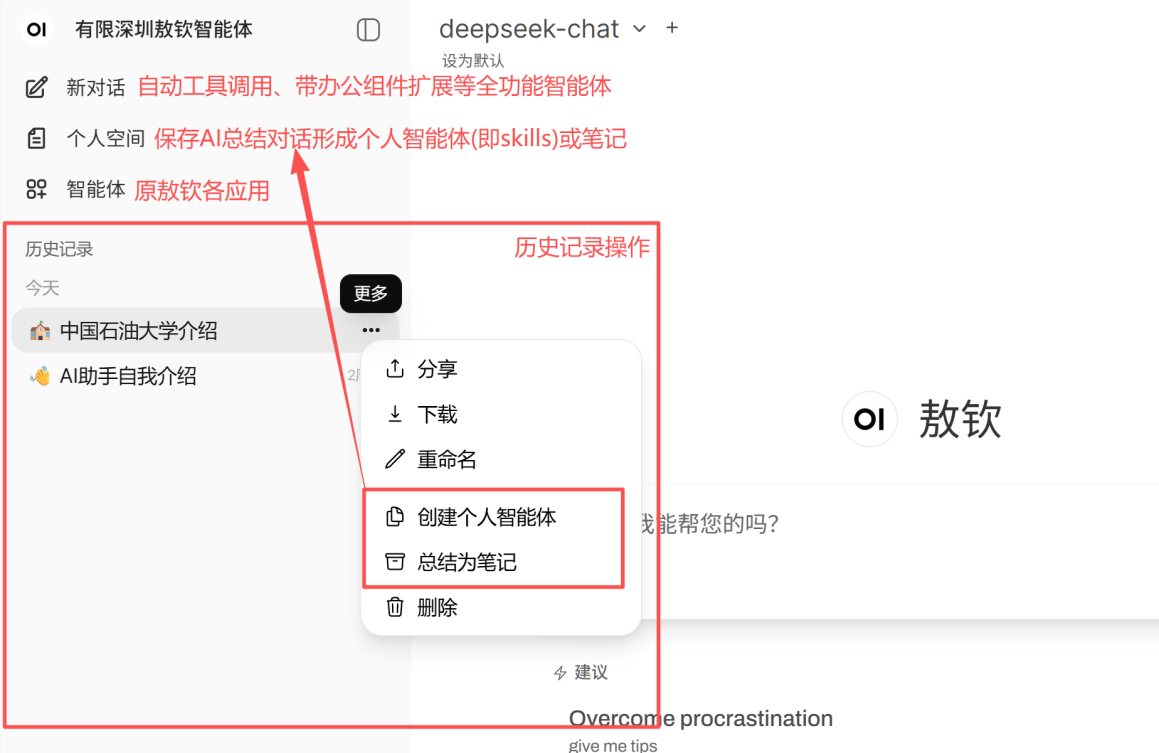 OI 有限深圳敖钦智能体
deepseek-chat
设为默认
新对话 自动工具调用、带办公组件扩展等全功能智能体
个人空间 保存AI总结对话形成个人智能体(即skills)或笔记
智能体 原敖钦各应用
历史记录
历史记录操作
今天
更多
中国石油大学介绍
AI助手自我介绍
分享
下载
重命名
创建个人智能体
总结为笔记
删除
OI 敖钦
能帮您的吗?
建议
Overcome procrastination
give me tips